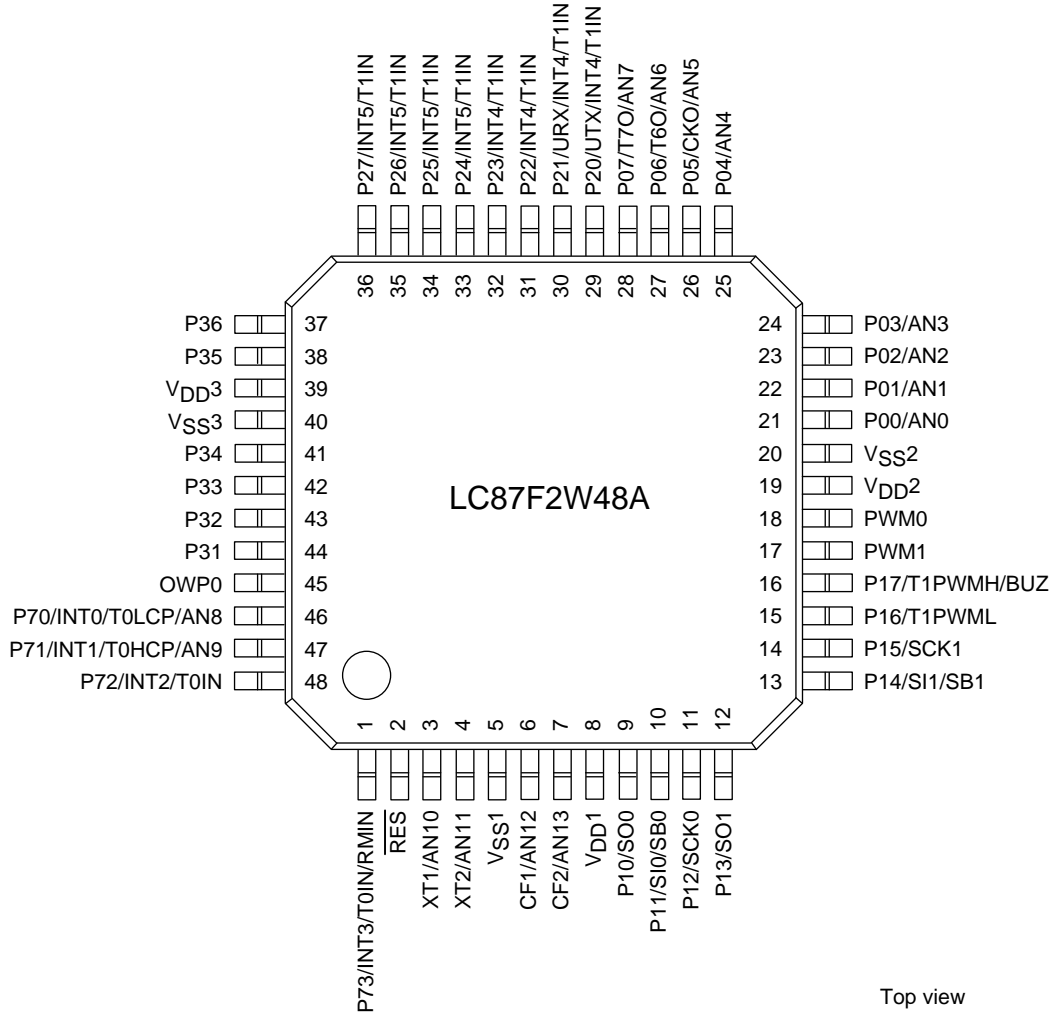 P27/INT5/T1IN
P26/INT5/T1IN
P25/INT5/T1IN
P24/INT5/T1IN
P23/INT4/T1IN
P22/INT4/T1IN
P21/URX/INT4/T1IN
P20/UTX/INT4/T1IN
P07/T7O/AN7
P06/T6O/AN6
P05/CKO/AN5
P04/AN4
36
35
34
33
32
31
30
29
28
27
26
25
P36 37
P35 38
VDD3 39
VSS3 40
P34 41
P33 42
P32 43
P31 44
OWP0 45
P70/INT0/T0LCP/AN8 46
P71/INT1/T0HCP/AN9 47
P72/INT2/T0IN 48
LC87F2W48A
24 P03/AN3
23 P02/AN2
22 P01/AN1
21 P00/AN0
20 VSS2
19 VDD2
18 PWM0
17 PWM1
16 P17/T1PWMH/BUZ
15 P16/T1PWML
14 P15/SCK1
13 P14/SI1/SB1
1
2
3
4
5
6
7
8
9
10
11
12
P73/INT3/T0IN/RMIN
RES
XT1/AN10
XT2/AN11
VSS1
CF1/AN12
CF2/AN13
VDD1
P10/SO0
P11/SI0/SB0
P12/SCK0
P13/SO1
Top view